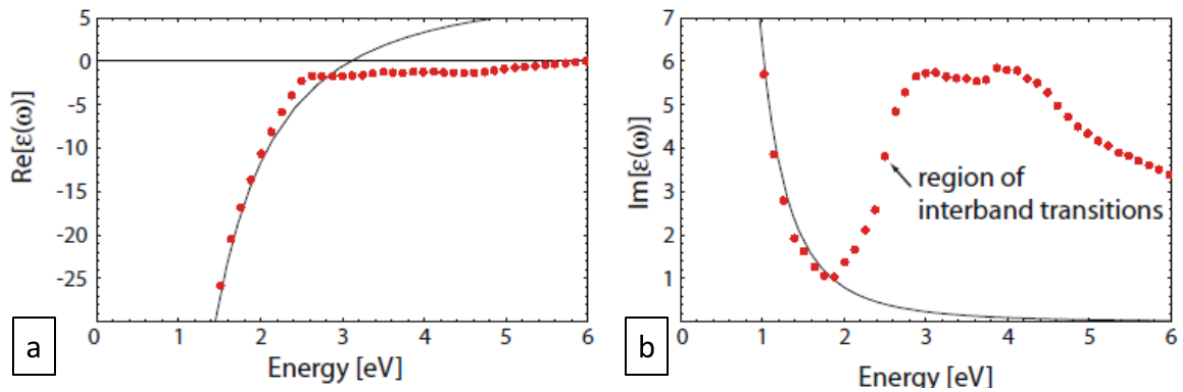 5
0
-5
-10
-15
-20
-25
Re[ε(ω)]
0 1 2 3 4 5 6
Energy [eV]
a
7
6
5
4
3
2
1
Im[ε(ω)]
region of
interband transitions
0 1 2 3 4 5 6
Energy [eV]
b